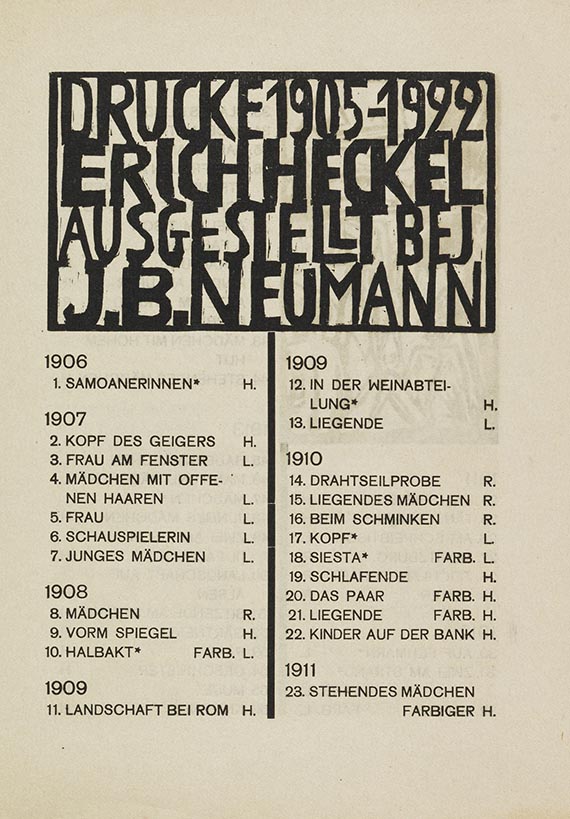 DRUCKE 1905-1922
ERICH HECKEL
AUSGESTELLT BEJ
J.B. NEUMANN
1906
1. SAMOANERINNEN* H.
1907
2. KOPF DES GEIGERS H.
3. FRAU AM FENSTER L.
4. MÄDCHEN MIT OFFE-
NEN HAAREN L.
5. FRAU L.
6. SCHAUSPIELERIN L.
7. JUNGES MÄDCHEN L.
1908
8. MÄDCHEN R.
9. VORM SPIEGEL H.
10. HALBAKT* FARB. L.
1909
11. LANDSCHAFT BEI ROM H.
1909
12. IN DER WEINABTEI-
LUNG* H.
13. LIEGENDE L.
1910
14. DRAHTSEILPROBE R.
15. LIEGENDES MÄDCHEN R.
16. BEIM SCHMINKEN R.
17. KOPF*
18. SIESTA* FARB. L.
19. SCHLAFENDE H.
20. DAS PAAR FARB. H.
21. LIEGENDE FARB. H.
22. KINDER AUF DER BANK H.
1911
23. STEHENDES MÄDCHEN
FARBIGER H.